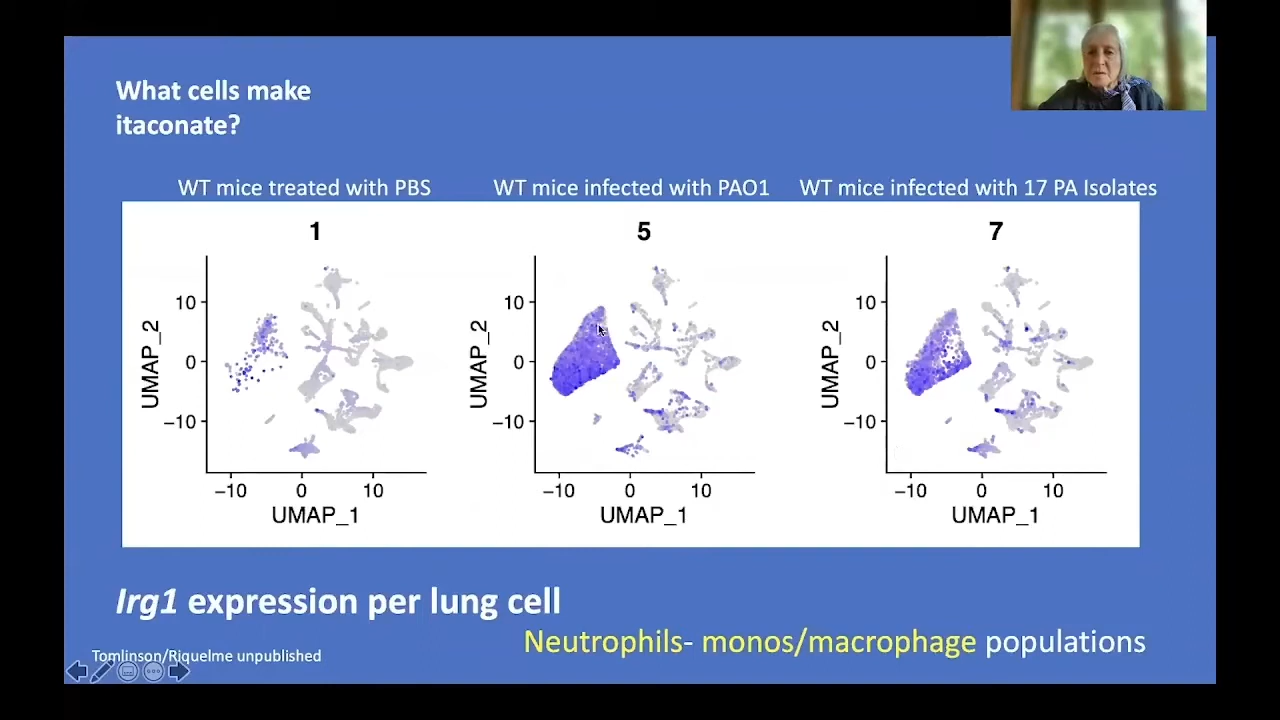 What cells make
itaconate?
WT mice treated with PBS
WT mice infected with PAO1
WT mice infected with 17 PA Isolates
1
5
7
UMAP_2
10
0
−10
−10
0
10
UMAP_1
UMAP_2
10
0
−10
−10
0
10
UMAP_1
UMAP_2
10
0
−10
−10
0
10
UMAP_1
Irg1 expression per lung cell
Neutrophils- monos/macrophage populations
Tomlinson/Riquelme unpublished